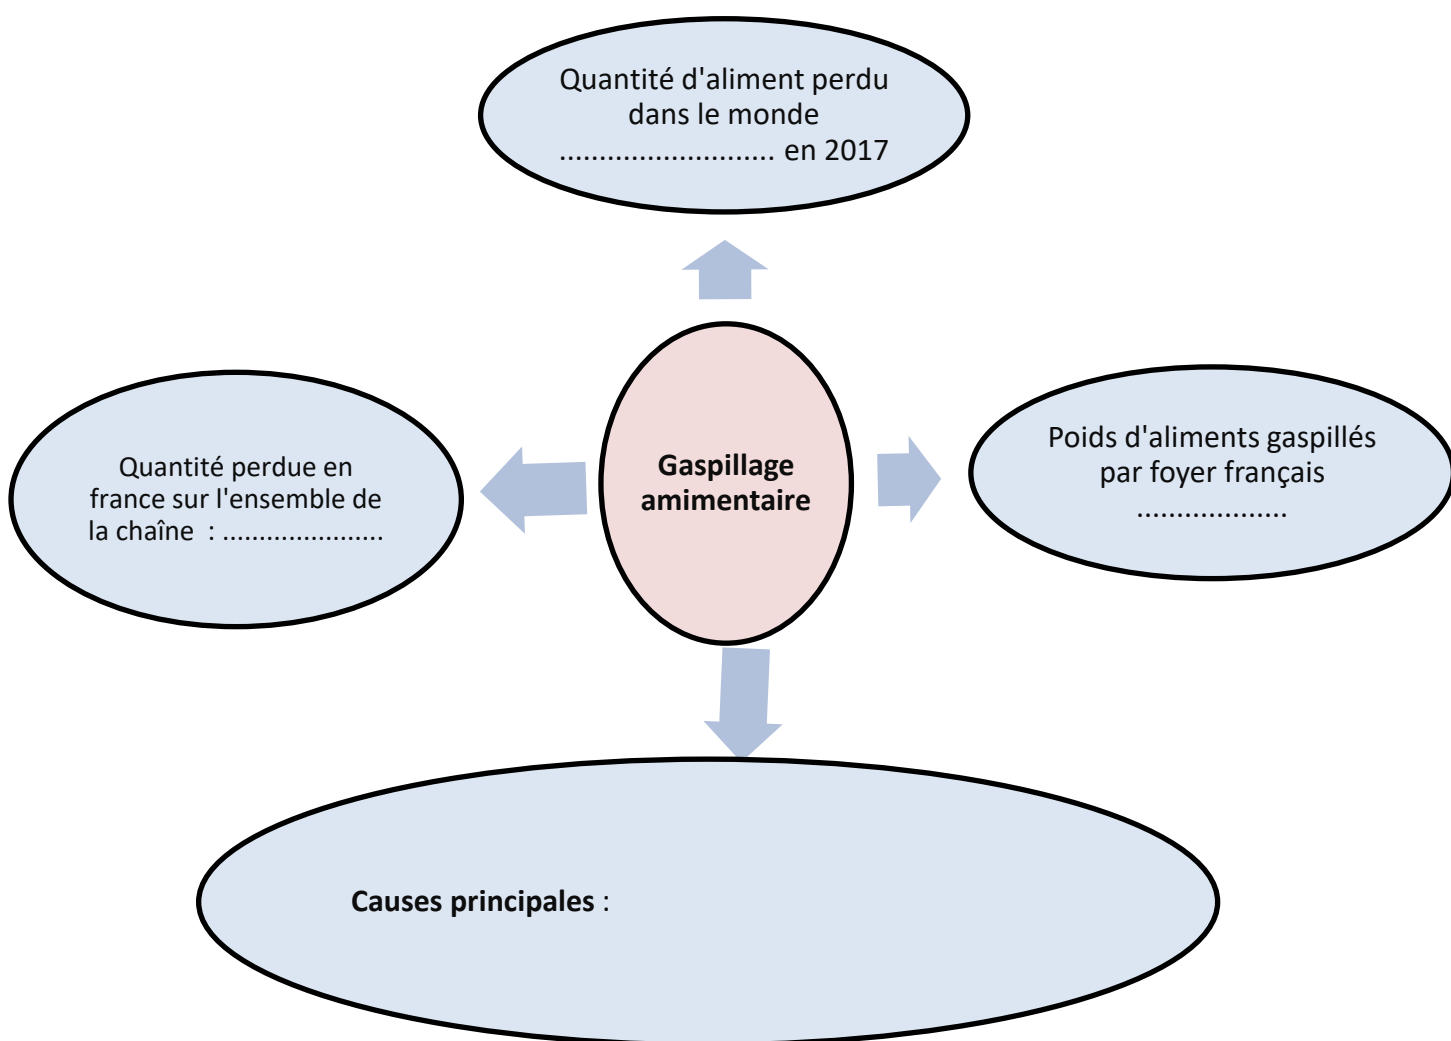 Quantité d'aliment perdu
dans le monde
........................... en 2017
Quantité perdue en
france sur l'ensemble de
la chaîne  : .....................
Gaspillage
amimentaire
Poids d'aliments gaspillés
par foyer français
...................
Causes principales :